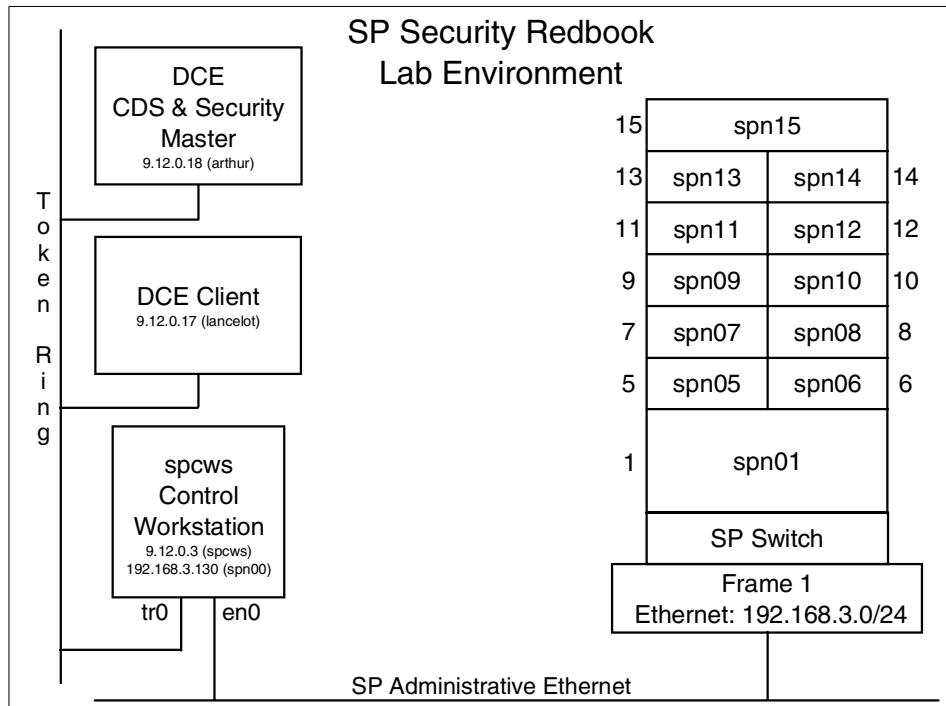 SP Security Redbook
Lab Environment
DCE
CDS & Security
Master
9.12.0.18 (arthur)
Token Ring
DCE Client
9.12.0.17 (lancelot)
spcws
Control
Workstation
9.12.0.3 (spcws)
192.168.3.130 (spn00)
tr0 en0
15 spn15
13 spn13 spn14 14
11 spn11 spn12 12
9 spn09 spn10 10
7 spn07 spn08 8
5 spn05 spn06 6
1 spn01
SP Switch
Frame 1
Ethernet: 192.168.3.0/24
SP Administrative Ethernet